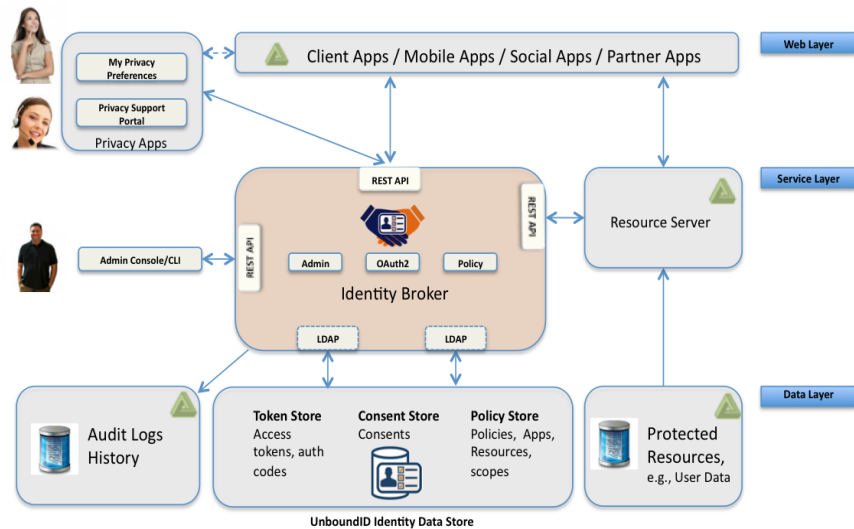 Client Apps / Mobile Apps / Social Apps / Partner Apps
Web Layer
My Privacy
Preferences
Privacy Support
Portal
Privacy Apps
REST API
Service Layer
REST API
Resource Server
Admin Console/CLI
REST API
Admin
OAuth2
Policy
Identity Broker
LDAP
LDAP
Data Layer
Audit Logs
History
Token Store
Access
tokens, auth
codes
Consent Store
Consents
Policy Store
Policies, Apps,
Resources,
scopes
Protected
Resources,
e.g., User Data
UnboundID Identity Data Store